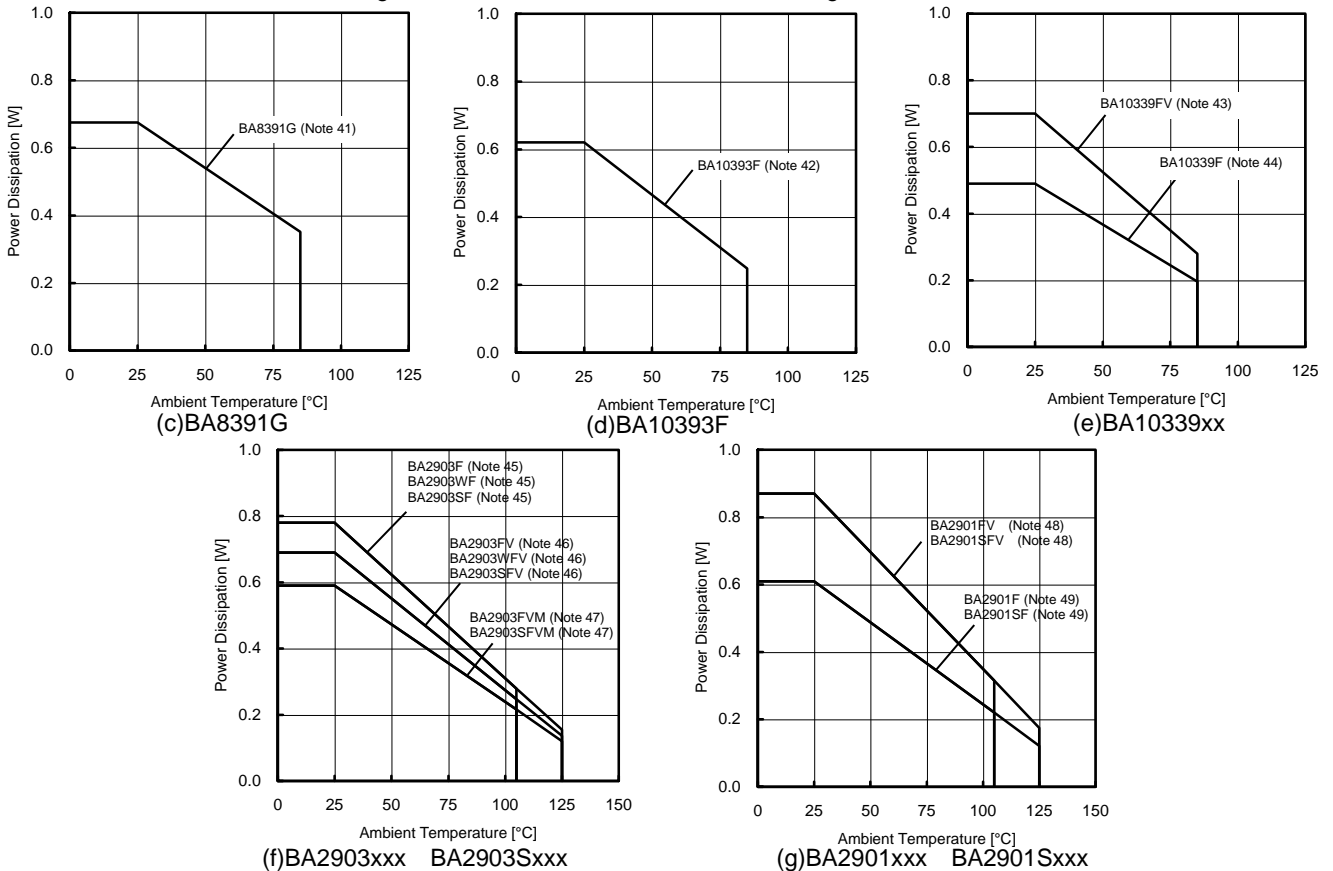 1.0
0.8
0.6
0.4
0.2
0.0
Power Dissipation [W]
BA8391G (Note 41)
0 25 50 75 100 125
Ambient Temperature [°C]
(c)BA8391G
1.0
0.8
0.6
0.4
0.2
0.0
Power Dissipation [W]
BA10393F (Note 42)
0 25 50 75 100 125
Ambient Temperature [°C]
(d)BA10393F
1.0
0.8
0.6
0.4
0.2
0.0
Power Dissipation [W]
BA10339FV (Note 43)
BA10339F (Note 44)
0 25 50 75 100 125
Ambient Temperature [°C]
(e)BA10339xx
1.0
0.8
0.6
0.4
0.2
0.0
Power Dissipation [W]
BA2903F (Note 45)
BA2903WF (Note 45)
BA2903SF (Note 45)
BA2903FV (Note 46)
BA2903WFV (Note 46)
BA2903SFV (Note 46)
BA2903FVM (Note 47)
BA2903SFVM (Note 47)
0 25 50 75 100 125 150
Ambient Temperature [°C]
(f)BA2903xxx BA2903Sxxx
1.0
0.8
0.6
0.4
0.2
0.0
Power Dissipation [W]
BA2901FV (Note 48)
BA2901SFV (Note 48)
BA2901F (Note 49)
BA2901SF (Note 49)
0 25 50 75 100 125 150
Ambient Temperature [°C]
(g)BA2901xxx BA2901Sxxx